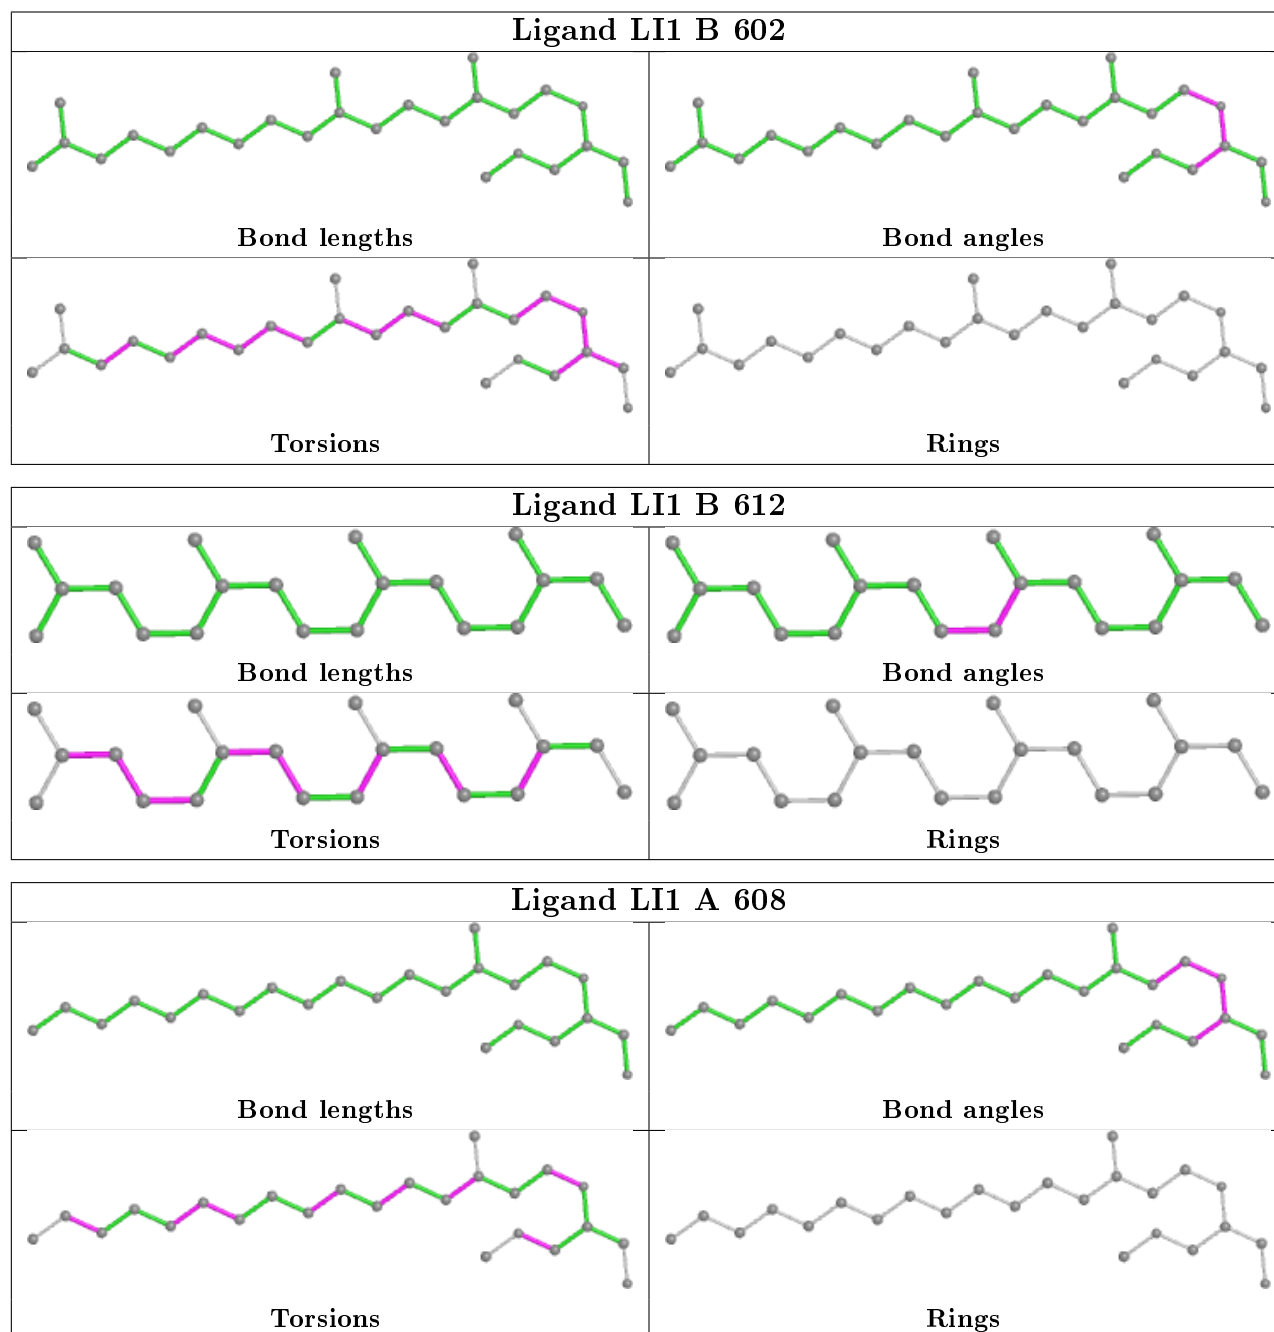 Ligand LI1 B 602
Bond lengths
Bond angles
Torsions
Rings
Ligand LI1 B 612
Bond lengths
Bond angles
Torsions
Rings
Ligand LI1 A 608
Bond lengths
Bond angles
Torsions
Rings